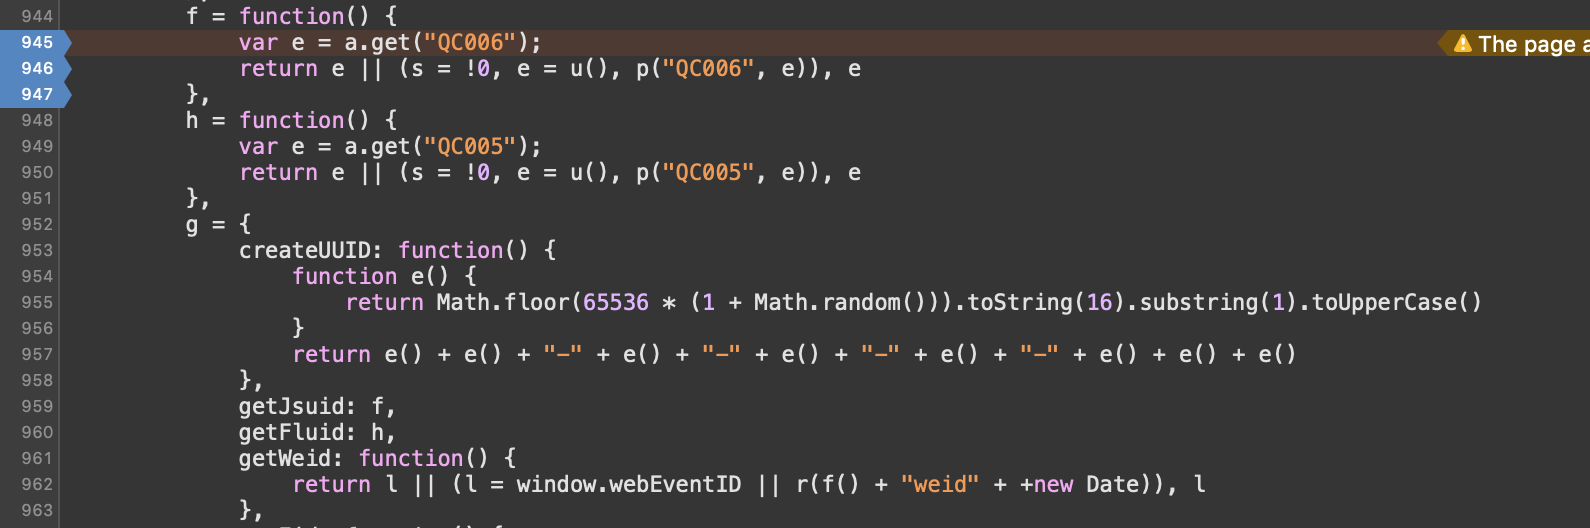 944 f = function() {
945 var e = a.get("QC006"); The page a
946 return e || (s = !0, e = u(), p("QC006", e)), e
947 },
948 h = function() {
949 var e = a.get("QC005");
950 return e || (s = !0, e = u(), p("QC005", e)), e
951 },
952 g = {
953 createUUID: function() {
954 function e() {
955 return Math.floor(65536 * (1 + Math.random())).toString(16).substring(1).toUpperCase()
956 }
957 return e() + e() + "-" + e() + "-" + e() + "-" + e() + "-" + e() + e() + e()
958 },
959 getJsuid: f,
960 getFluid: h,
961 getWeid: function() {
962 return l || (l = window.webEventID || r(f() + "weid" + +new Date)), l
963 },